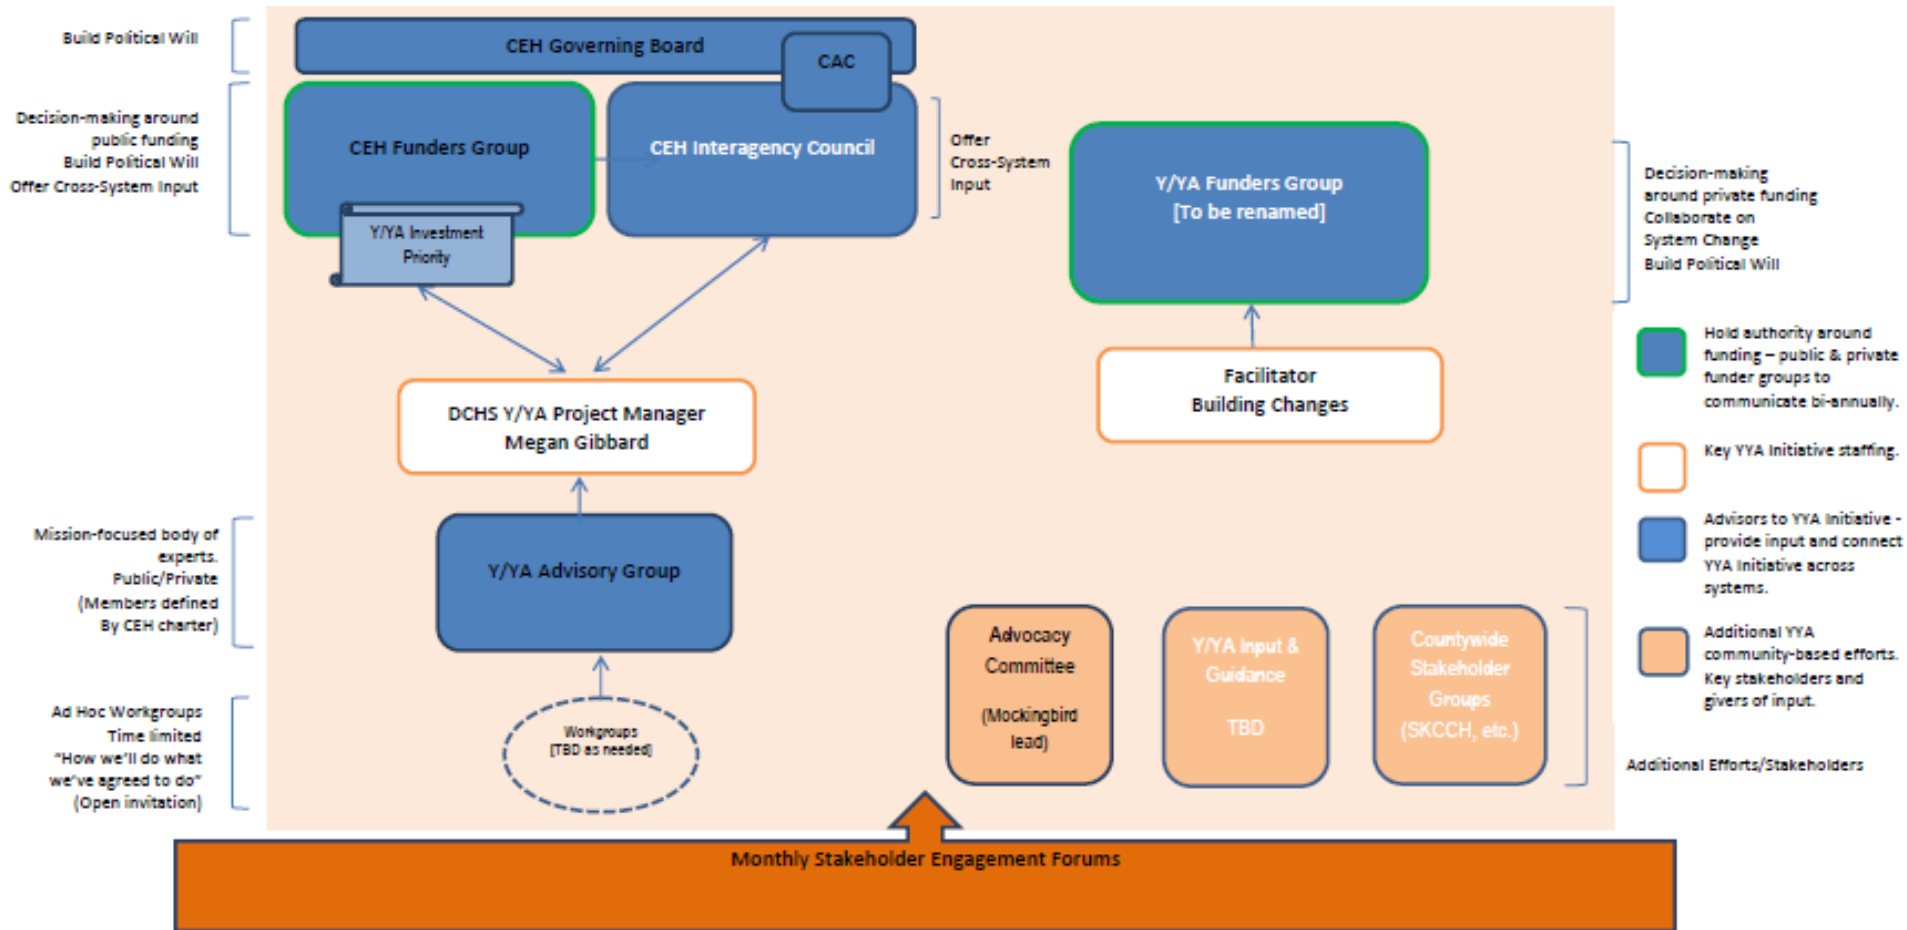 Build Political Will
CEH Governing Board
CAC
Decision-making around
public funding
Build Political Will
Offer Cross-System Input
CEH Funders Group
CEH Interagency Council
Offer
Cross-System
Input
Y/YA Investment
Priority
Y/YA Funders Group
[To be renamed]
Decision-making
around private funding
Collaborate on
System Change
Build Political Will
Facilitator
Building Changes
DCHS Y/YA Project Manager
Megan Gibbard
Hold authority around
funding – public & private
funder groups to
communicate bi-annually.
Key YYA Initiative staffing.
Advisors to YYA Initiative -
provide input and connect
YYA Initiative across
systems.
Additional YYA
community-based efforts.
Key stakeholders and
givers of input.
Mission-focused body of
experts.
Public/Private
(Members defined
By CEH charter)
Y/YA Advisory Group
Ad Hoc Workgroups
Time limited
"How we'll do what
we've agreed to do"
(Open invitation)
Workgroups
[TBD as needed]
Advocacy
Committee
(Mockingbird
lead)
Y/YA Input &
Guidance
TBD
Countywide
Stakeholder
Groups
(SKCCH, etc.)
Additional Efforts/Stakeholders
Monthly Stakeholder Engagement Forums